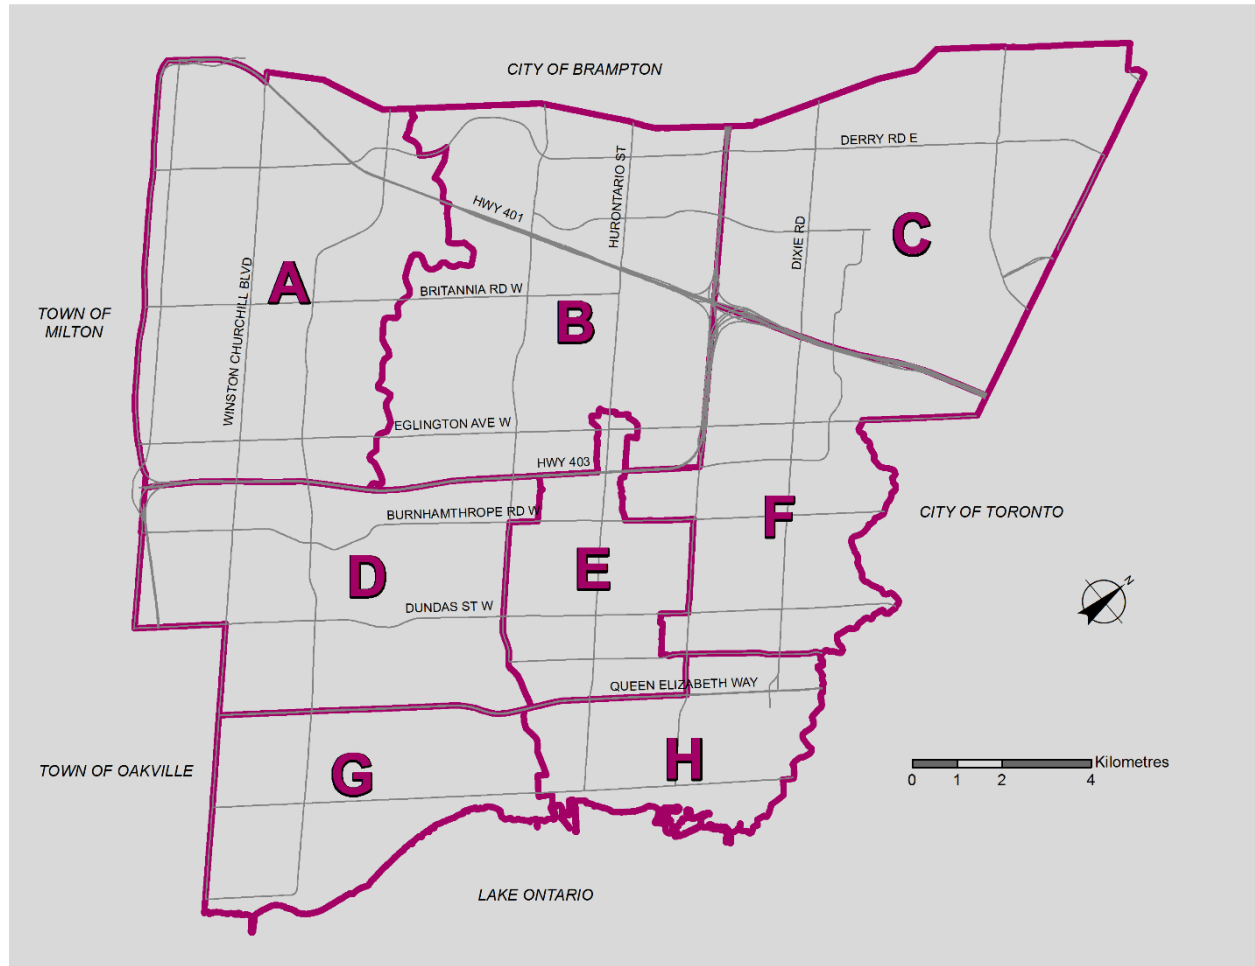 CITY OF BRAMPTON
DERRY RD E
HURONTARIO ST
HWY 401
C
DIXIE RD
WINSTON CHURCHILL BLVD
A
BRITANNIA RD W
B
TOWN OF
MILTON
EGLINGTON AVE W
HWY 403
BURNHAMTHROPE RD W
F
CITY OF TORONTO
D
E
N
DUNDAS ST W
QUEEN ELIZABETH WAY
G
H
TOWN OF OAKVILLE
Kilometres
0 1 2 4
LAKE ONTARIO